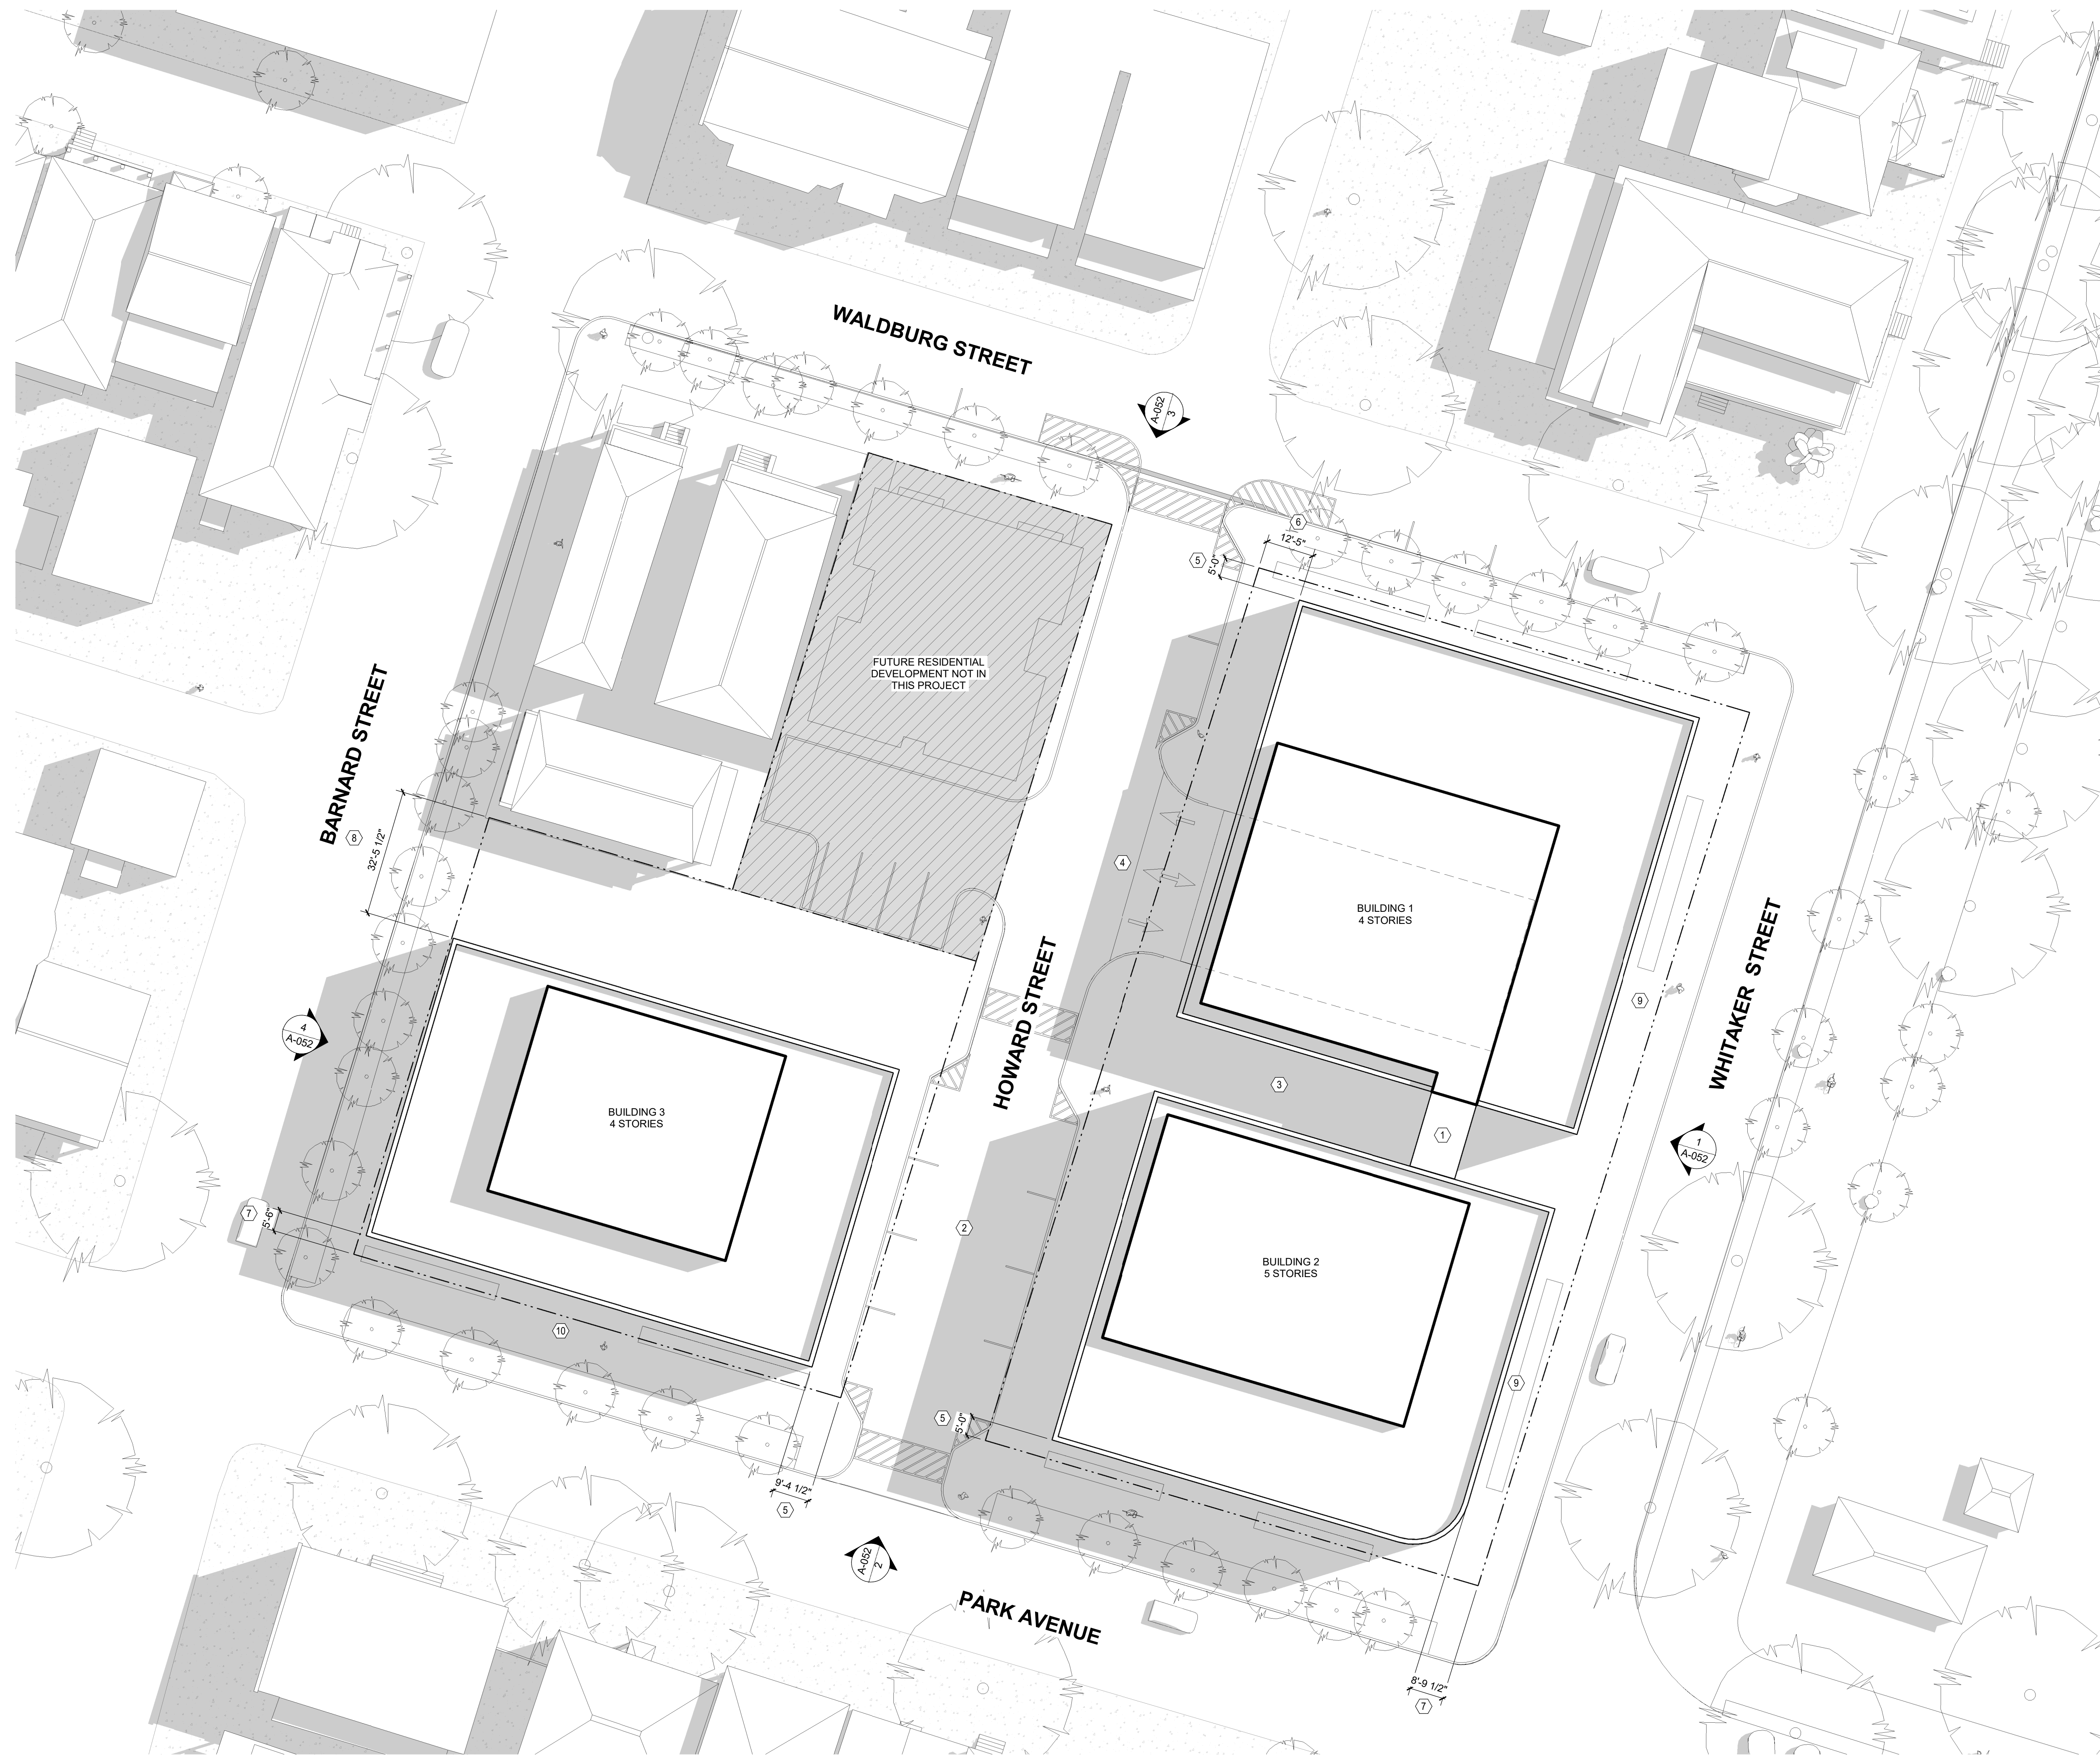 WALDBURG STREET
A-052
3
6
12'-5"
5
5'-0"
FUTURE RESIDENTIAL
DEVELOPMENT NOT IN
THIS PROJECT
BARNARD STREET
8
32'-5 1/2"
4
BUILDING 1
4 STORIES
WHITAKER STREET
9
HOWARD STREET
4
A-052
3
BUILDING 3
4 STORIES
1
1
A-052
7
5'-6"
2
BUILDING 2
5 STORIES
10
9
5
5'-0"
9'-4 1/2"
5
A-052
2
PARK AVENUE
8'-9 1/2"
7